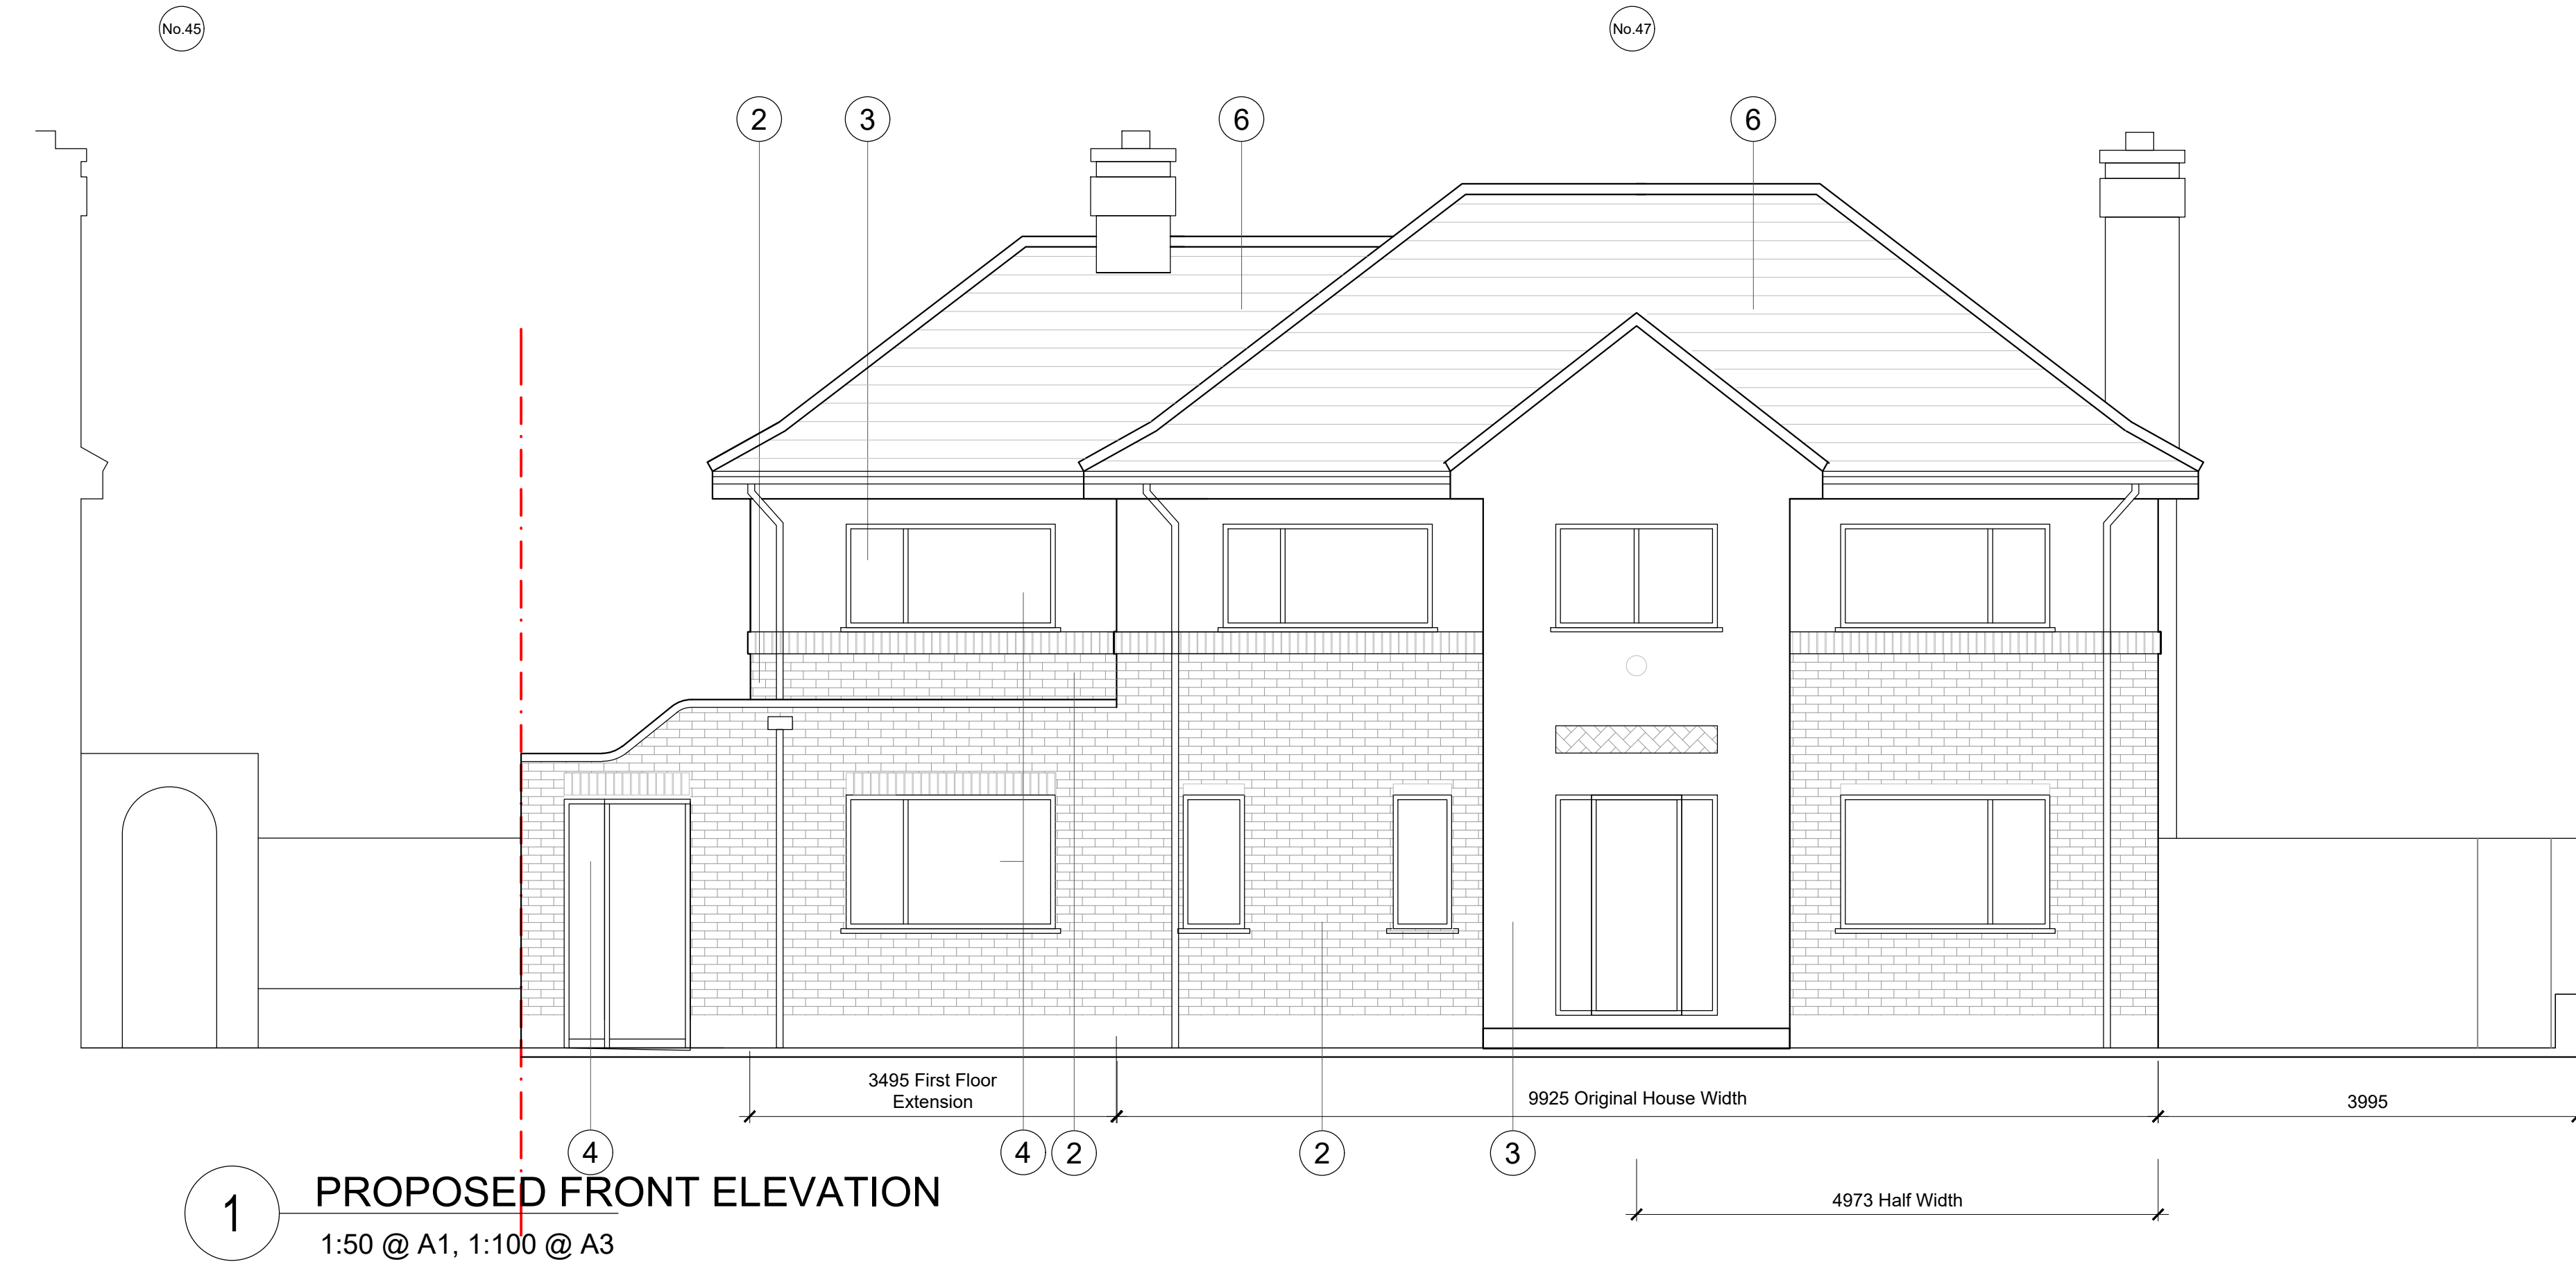 No.45
No.47
2
3
6
6
3495 First Floor
Extension
9925 Original House Width
3995
4
4
2
2
3
4973 Half Width
1
PROPOSED FRONT ELEVATION
1:50 @ A1, 1:100 @ A3